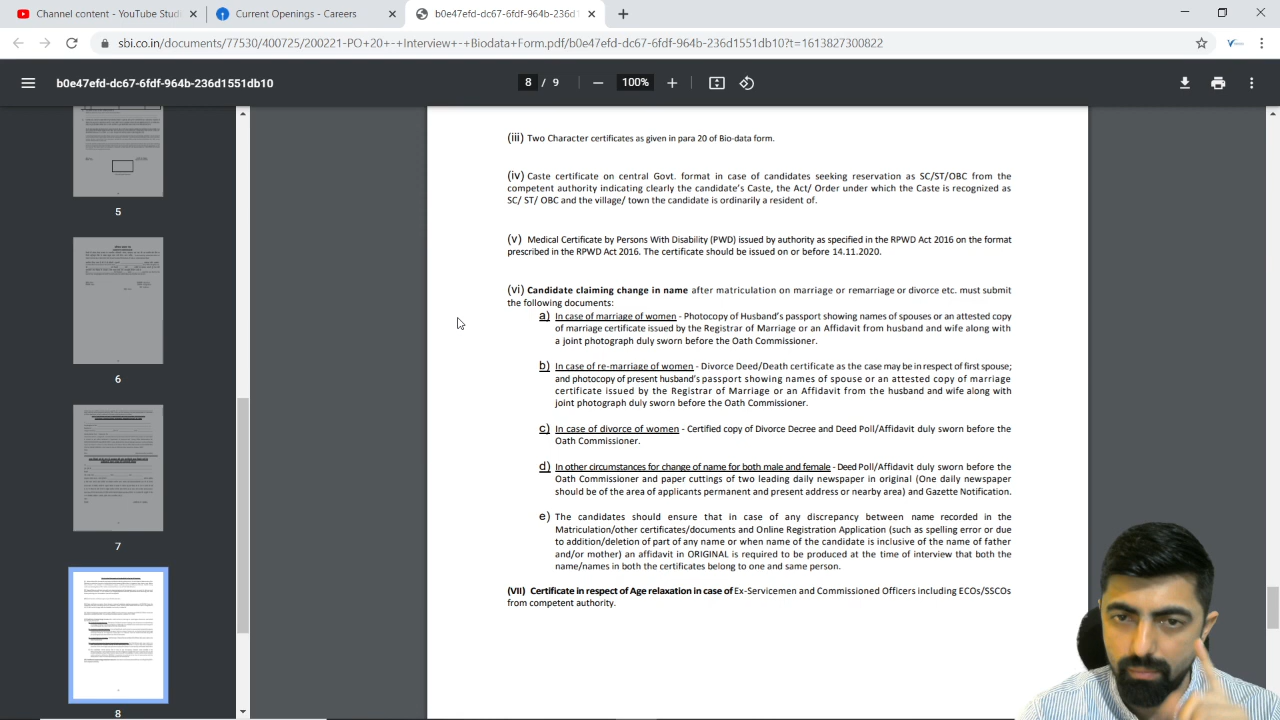 Channel content - YouTube Studi
Current Openings - Careers
b0e47efd-dc67-6fdf-964b-236d1
sbi.co.in/documents/77530/400725/200221-PO+20+-+Interview+-+Biodata+Form.pdf/b0e47efd-dc67-6fdf-964b-236d1551db10?t=1613827300822
b0e47efd-dc67-6fdf-964b-236d1551db10
8 / 9
100%
5
6
7
8
(iii) Two Character certificates as given in para 20 of Bio-data form.
(iv) Caste certificate on central Govt. format in case of candidates seeking reservation as SC/ST/OBC from the
competent authority indicating clearly the candidate's Caste, the Act/ Order under which the Caste is recognized as
SC/ ST/ OBC and the village/ town the candidate is ordinarily a resident of.
(v) Medical Certificate by Persons With Disability (PWD) issued by authority as specified in the RPWD Act 2016 on the format
prescribed in the RPWD Act 2016. The certificate should be issued on or before 14.11.2020.
(vi) Candidate claiming change in name after matriculation on marriage or remarriage or divorce etc. must submit
the following documents:
a) In case of marriage of women - Photocopy of Husband's passport showing names of spouses or an attested copy
of marriage certificate issued by the Registrar of Marriage or an Affidavit from husband and wife along with
a joint photograph duly sworn before the Oath Commissioner.
b) In case of re-marriage of women - Divorce Deed/Death certificate as the case may be in respect of first spouse;
and photocopy of present husband's passport showing names of spouse or an attested copy of marriage
certificate issued by the Registrar of Marriage or an Affidavit from the husband and wife along with
joint photograph duly sworn before the Oath Commissioner.
c) In case of divorce of women - Certified copy of Divorce Decree and Deed Poll/Affidavit duly sworn before the
Oath Commissioner.
d) In other circumstances for change of name for both male and female - Deed Poll/Affidavit duly sworn before the
Oath Commissioner and paper cuttings of two leading daily newspaper in original (One daily newspaper
should be of the area of applicants permanent and present address or nearby area) and Gazette Notification.
e) The candidates should ensure that in case of any discrepancy between name recorded in the
Matriculation/other certificates/documents and Online Registration Application (such as spelling error or due
to addition/deletion of part of any name or when name of the candidate is inclusive of the name of father
and/or mother) an affidavit in ORIGINAL is required to be produced at the time of interview that both the
name/names in both the certificates belong to one and same person.
(VII) Certificate in respect of Age relaxation in case of Ex-Servicemen and Commissioned Officers including ECOs/SSCOs
from competent authority.